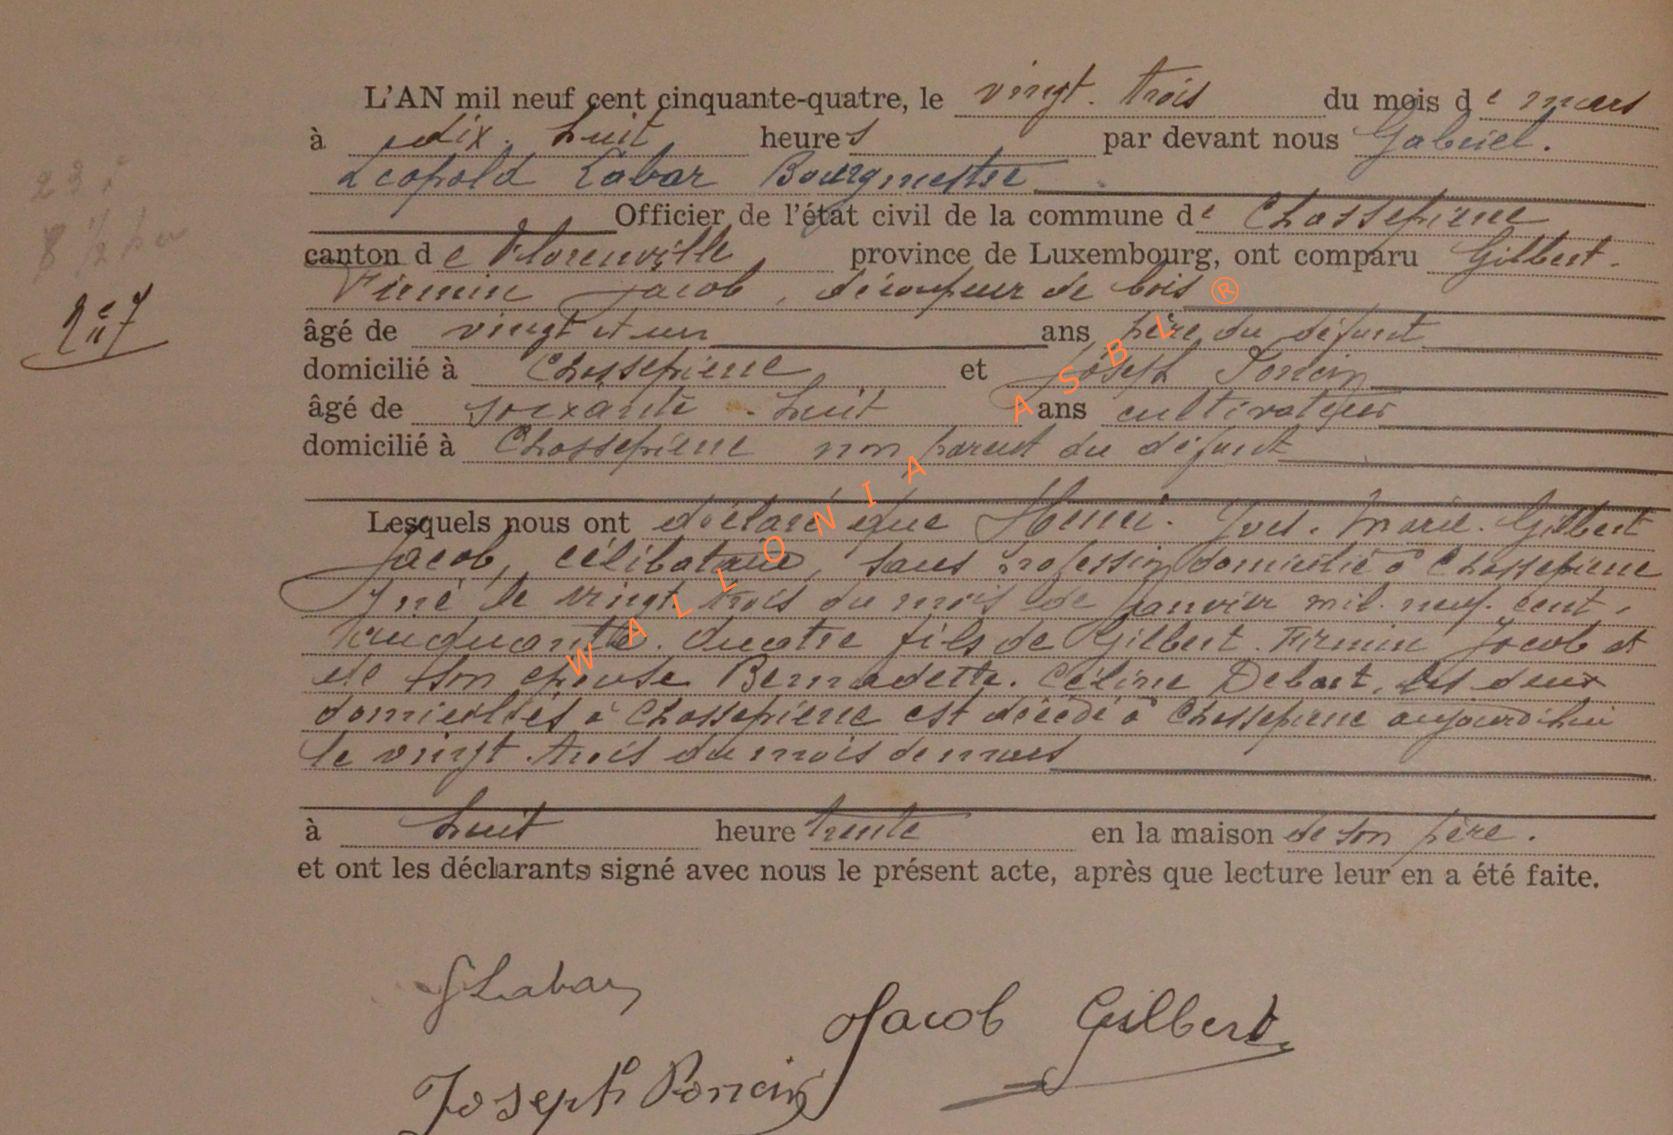 L'AN mil neuf cent cinquante-quatre, le vingt. trois du mois de mars
à dix. huit heures par devant nous Gabriel.
Léopold Labar Bourgmestre
Officier de l'état civil de la commune de Chassepierre
canton de Florenville province de Luxembourg, ont comparu Gilbert.
Firmin Jacob, découpeur de bois
âgé de vingt et un ans père du défunt
domicilié à Chassepierre et Joseph Poncin
âgé de soixante. huit ans cultivateur
domicilié à Chassepierre non parent du défunt
Lesquels nous ont déclaré que Henri. Yves. Marie. Gilbert
Jacob, célibataire, sans profession domicilié à Chassepierre
y né le vingt trois du mois de janvier mil. neuf. cent.
cinquante. quatre fils de Gilbert. Firmin Jacob et
de son épouse Bernadette. Céline Debart, les deux
domiciliés à Chassepierre est décédé à Chassepierre aujourd'hui
le vingt. trois du mois de mars
à huit heure trente en la maison de son père.
et ont les déclarants signé avec nous le présent acte, après que lecture leur en a été faite.
23
8 1/2
N° 7
WALLONIA ASBL ®
GLabar
Jacob Gilbert
Joseph Poncin